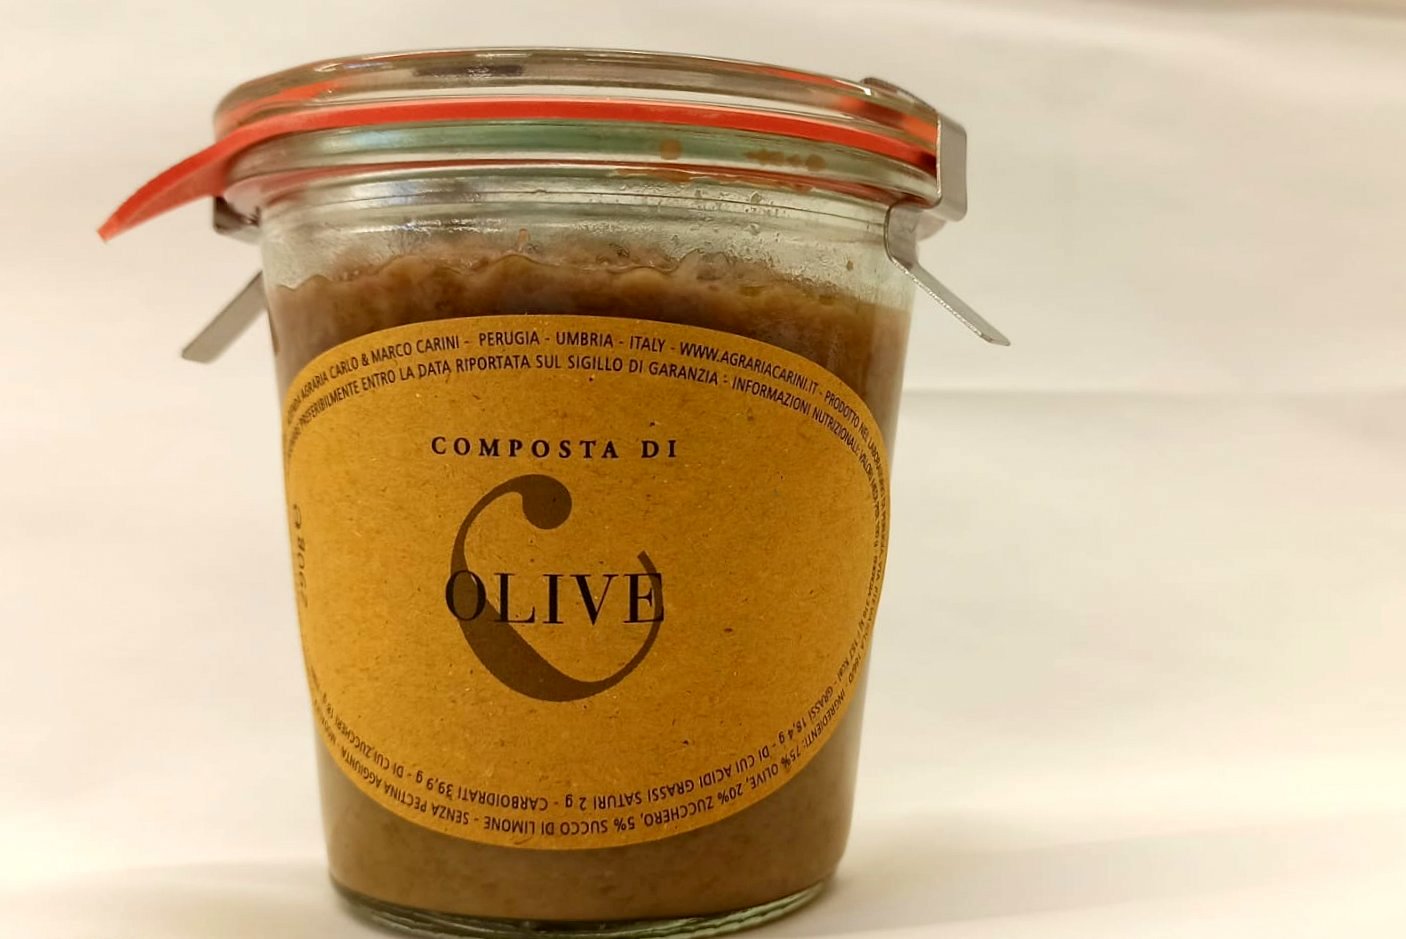 AGRARIA CARLO & MARCO CARINI - PERUGIA - UMBRIA - ITALY - WWW.AGRARIACARINI.IT - PRODOTTO NEL
PREFERIBILMENTE ENTRO LA DATA RIPORTATA SUL SIGILLO DI GARANZIA - INFORMAZIONI NUTRIZIONALI:
COMPOSTA DI
OLIVE
GRASSI 18,4 g - DI CUI ACIDI GRASSI SATURI 2 g - CARBOIDRATI 39,9 g - DI CUI ZUCCHERI
INGREDIENTI: 75% OLIVE, 20% ZUCCHERO, 5% SUCCO DI LIMONE - SENZA PECTINA AGGIUNTA